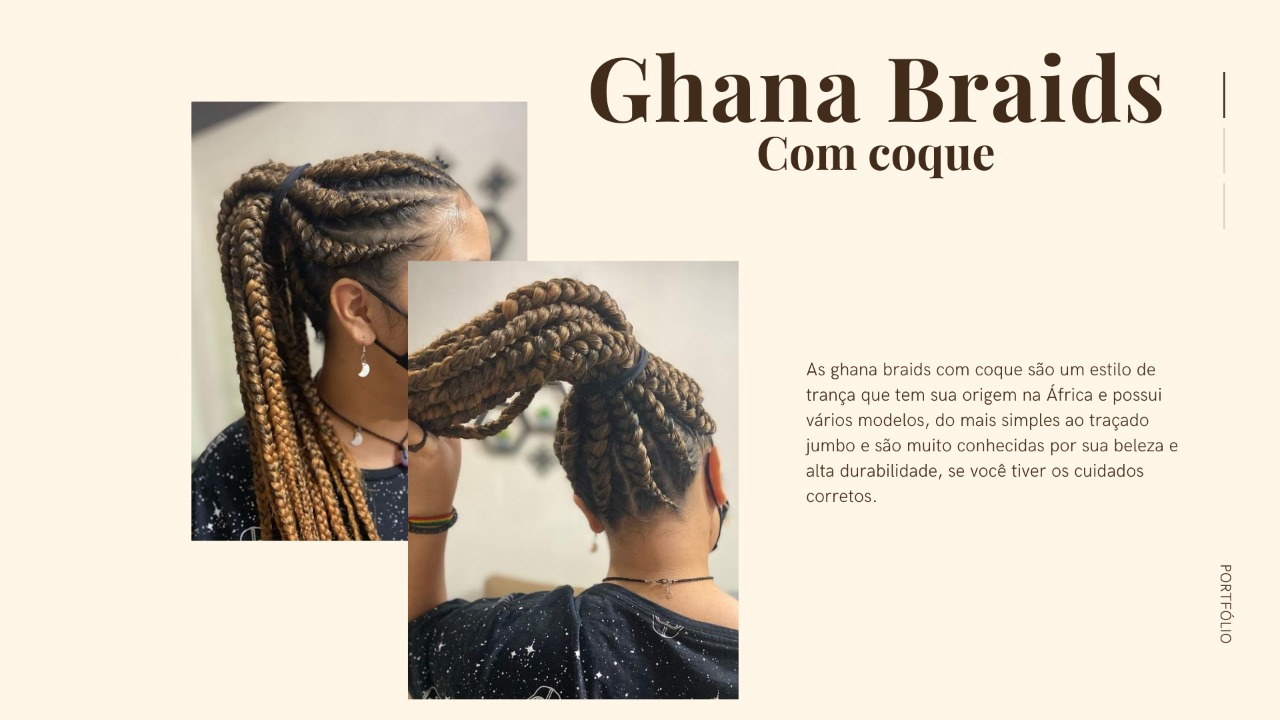 Ghana Braids
Com coque
As ghana braids com coque são um estilo de
trança que tem sua origem na África e possui
vários modelos, do mais simples ao traçado
jumbo e são muito conhecidas por sua beleza e
alta durabilidade, se você tiver os cuidados
corretos.
PORTFÓLIO